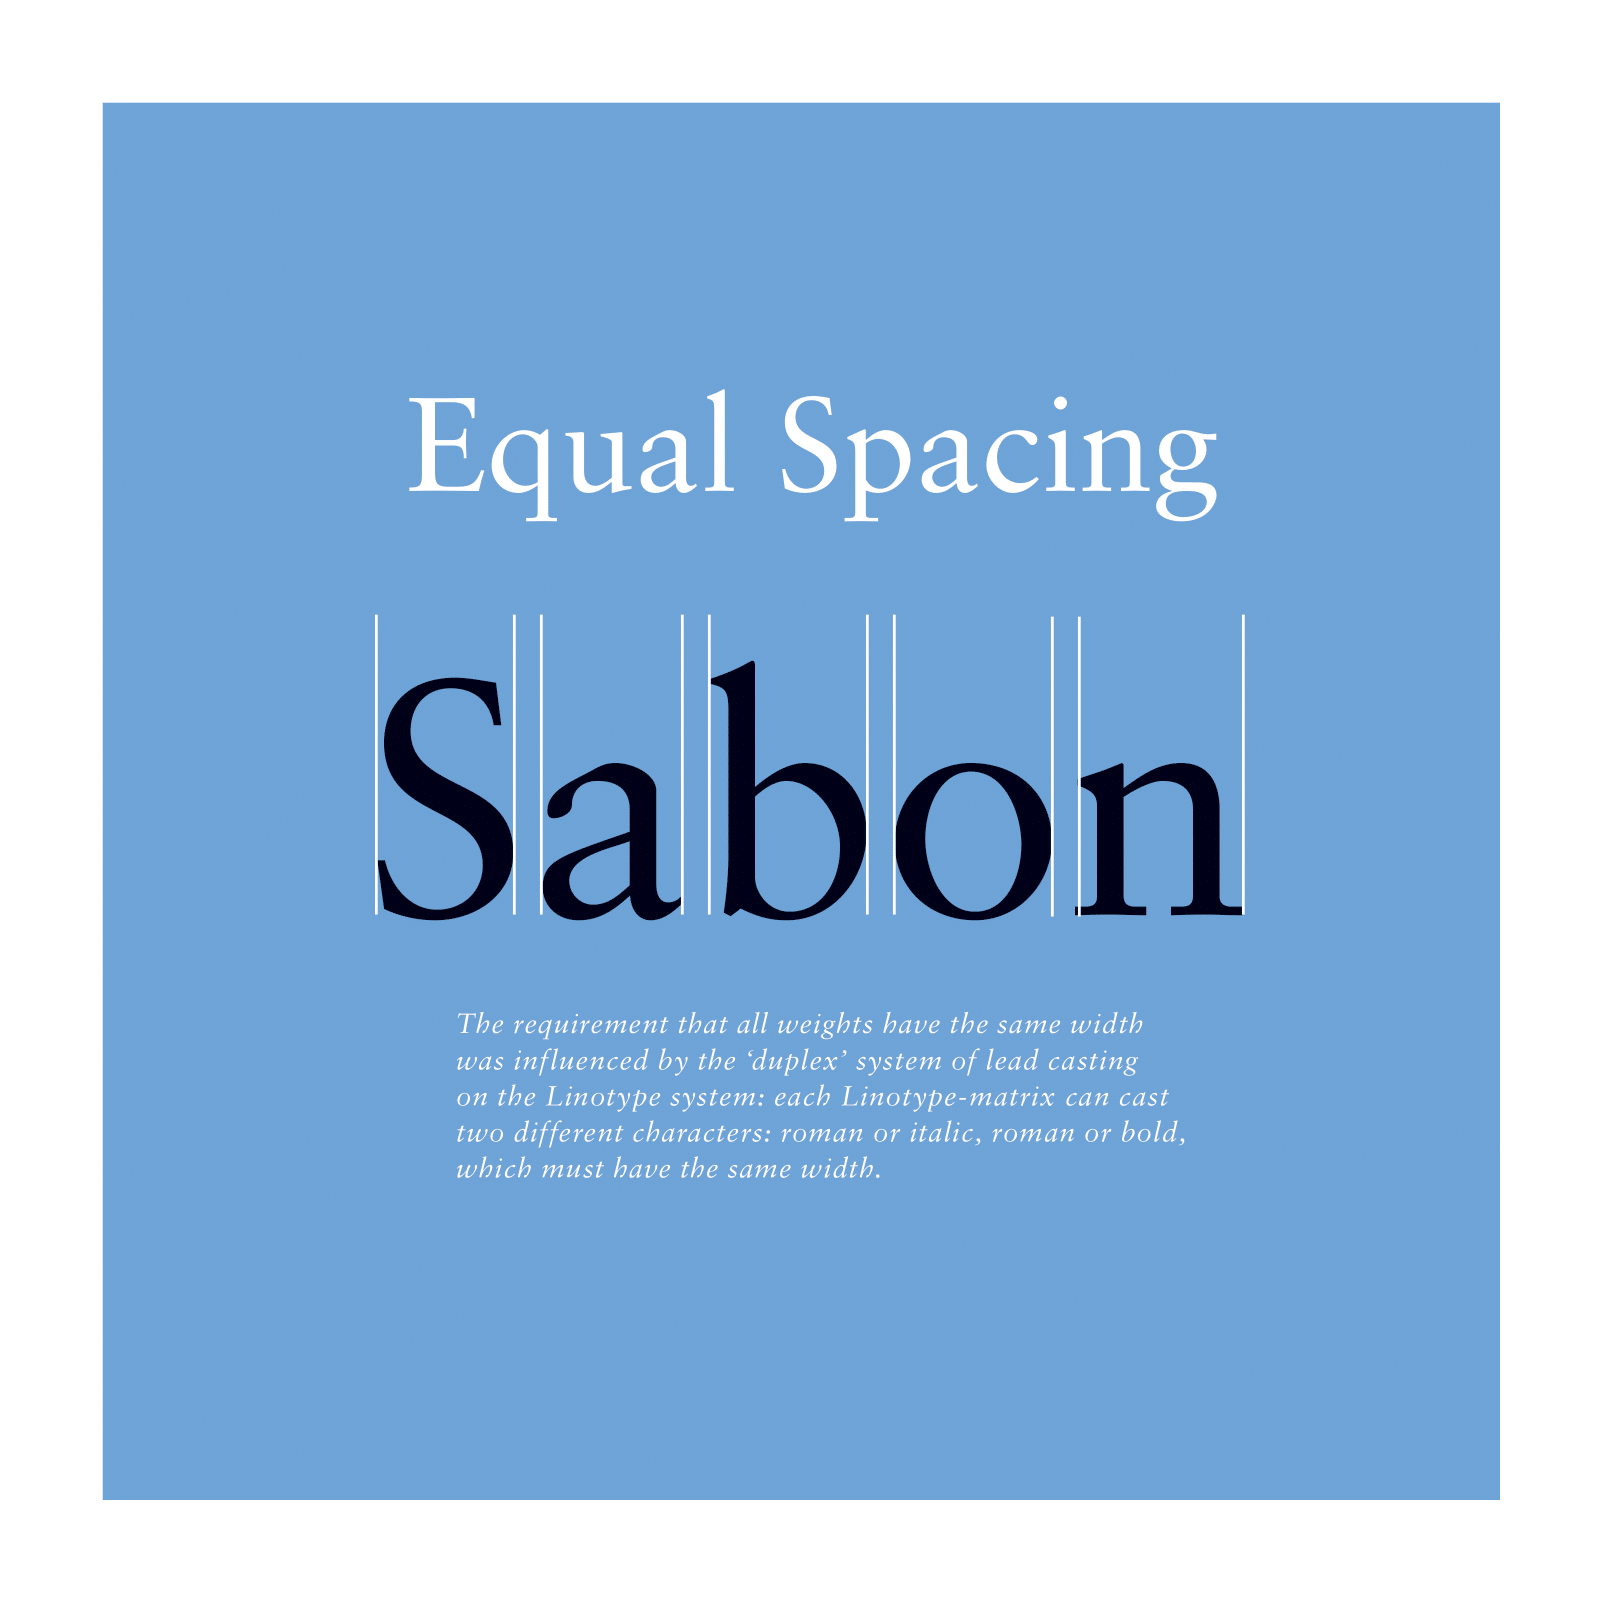 Equal Spacing
Sabon
The requirement that all weights have the same width
was influenced by the ‘duplex’ system of lead casting
on the Linotype system: each Linotype-matrix can cast
two different characters: roman or italic, roman or bold,
which must have the same width.